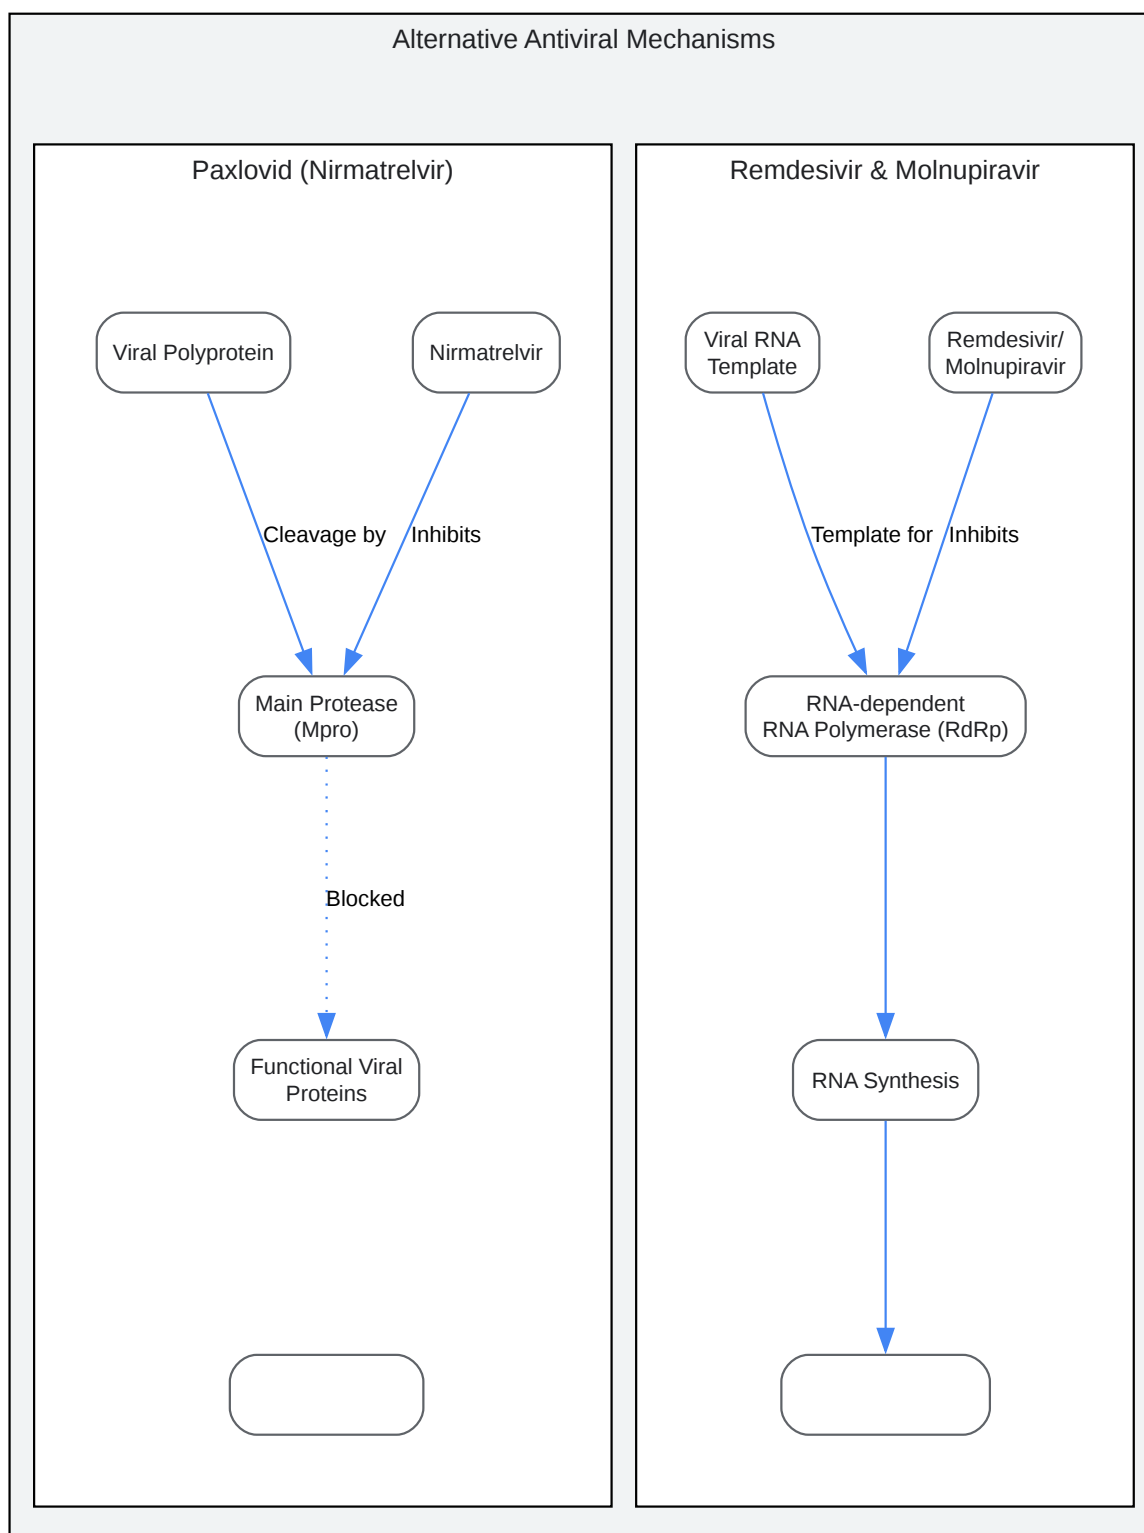 Alternative Antiviral Mechanisms
Paxlovid (Nirmatrelvir)
Viral Polyprotein
Nirmatrelvir
Cleavage by
Inhibits
Main Protease
(Mpro)
Blocked
Functional Viral
Proteins
Remdesivir & Molnupiravir
Viral RNA
Template
Remdesivir/
Molnupiravir
Template for
Inhibits
RNA-dependent
RNA Polymerase (RdRp)
RNA Synthesis